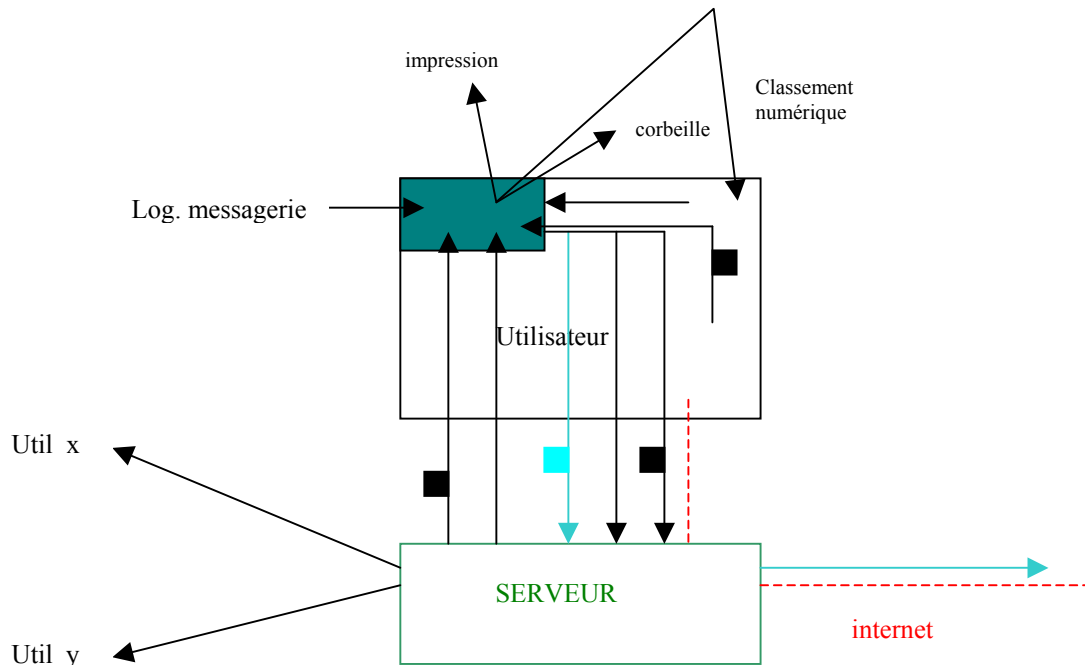 impression
Classement
numérique
corbeille
Log. messagerie
Utilisateur
Util x
SERVEUR
internet
Util y